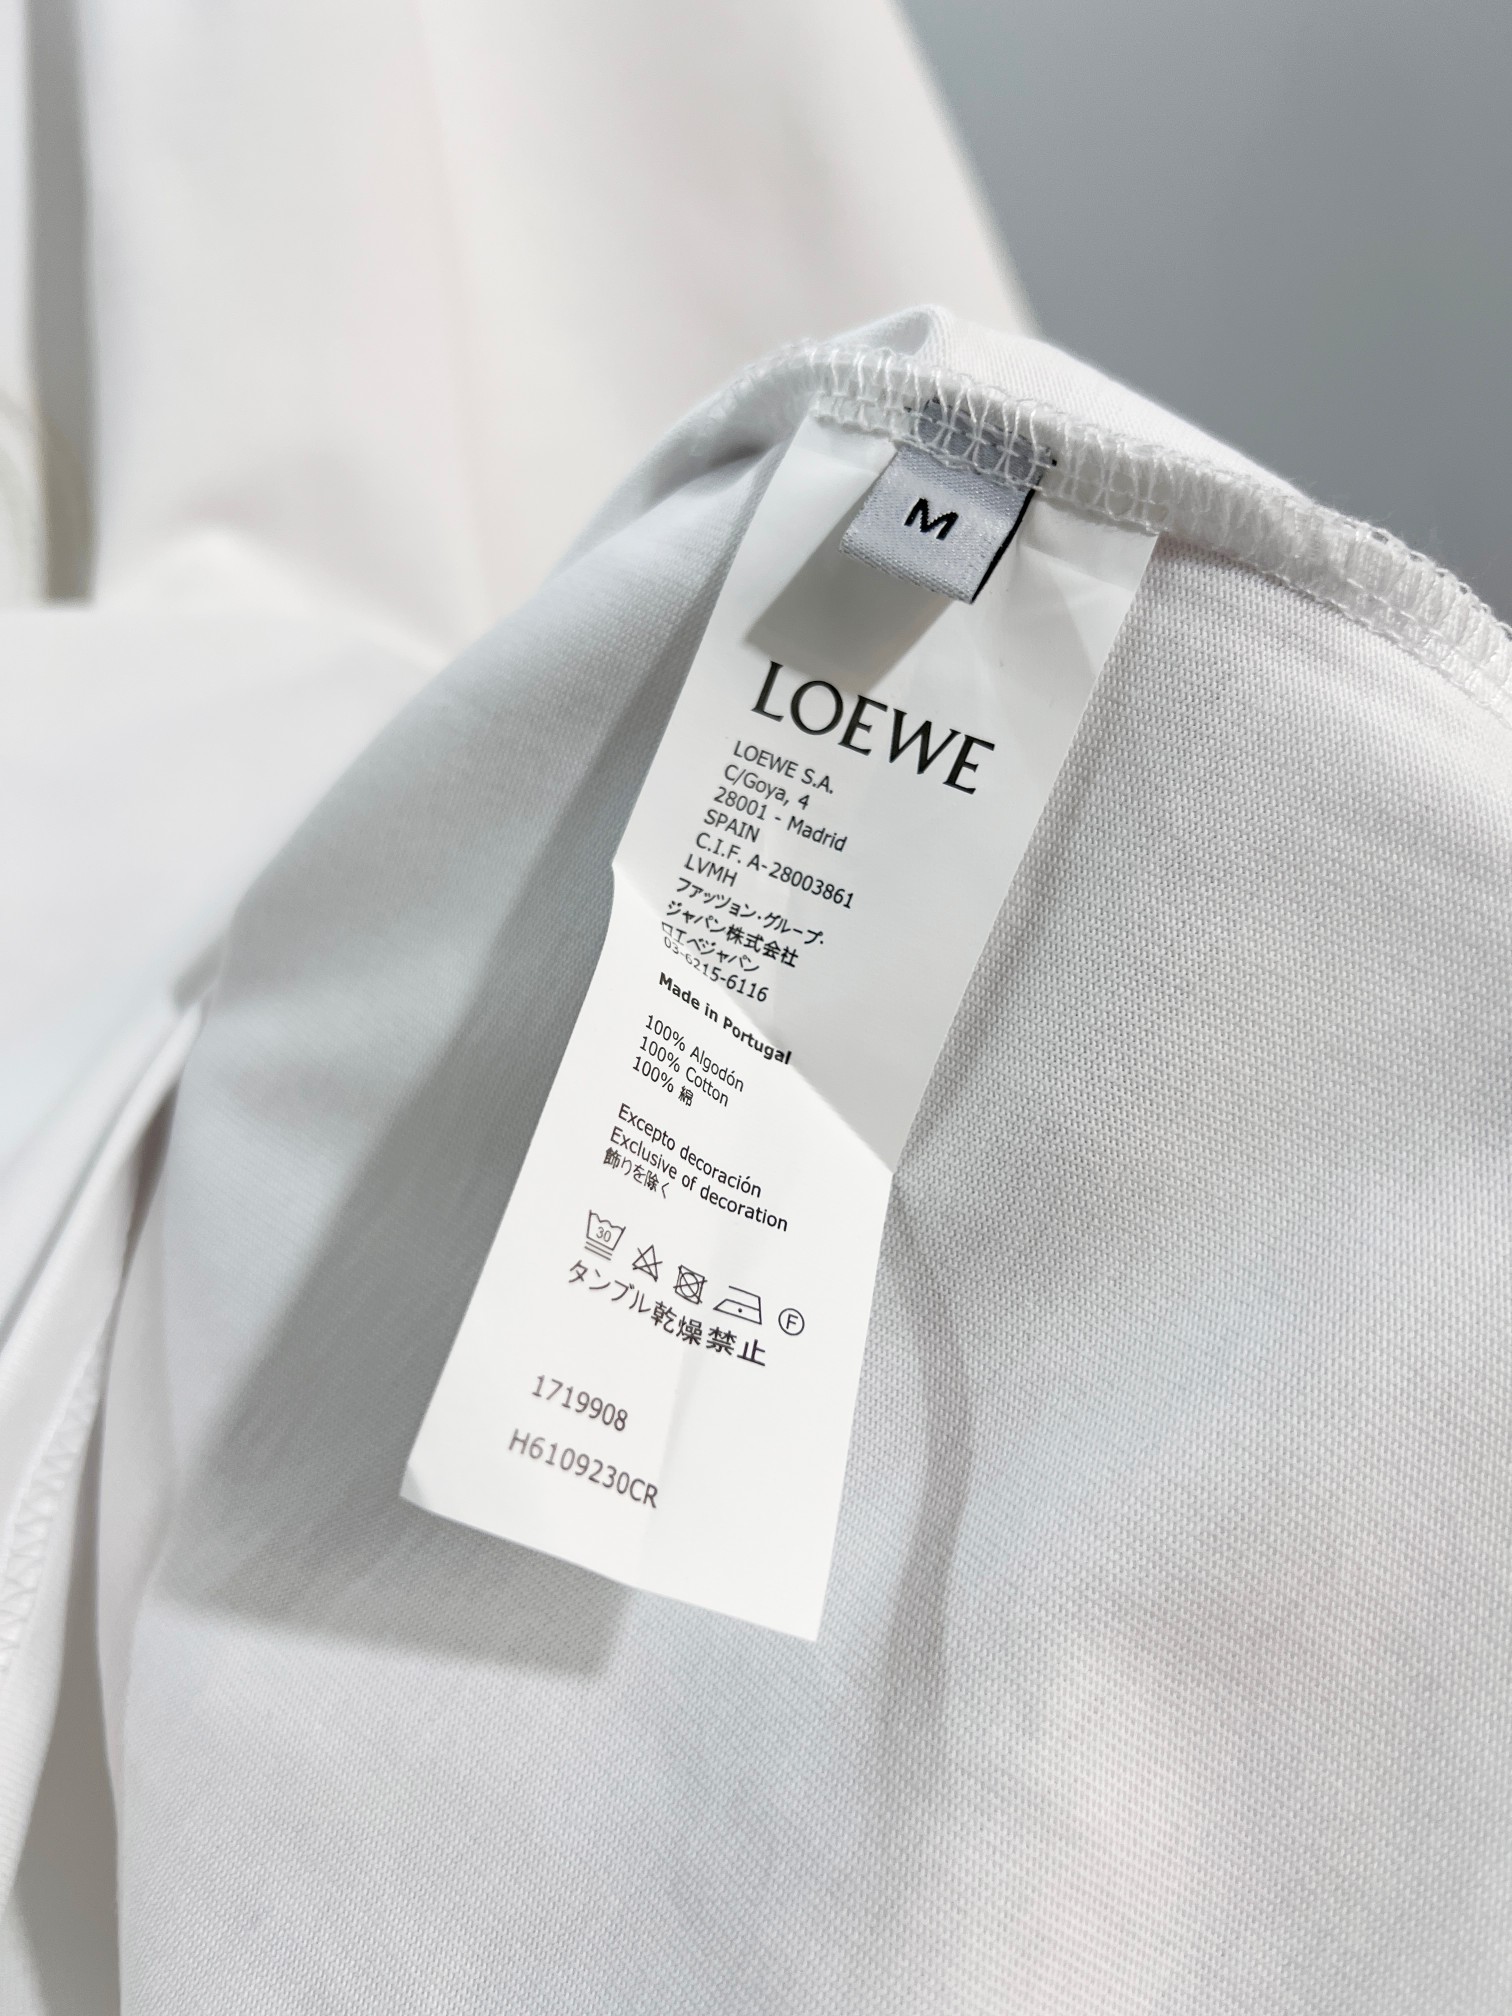 M
LOEWE
LOEWE S.A.
C/Goya, 4
28001 - Madrid
SPAIN
C.I.F. A-28003861
LVMH
ファッツョン・グループ・
ジャパン株式会社
ロエベジャパン
03-6215-6116
Made in Portugal
100% Algodón
100% Cotton
100% 綿
Excepto decoración
Exclusive of decoration
飾りを除く
30
F
タンブル乾燥禁止
1719908
H6109230CR